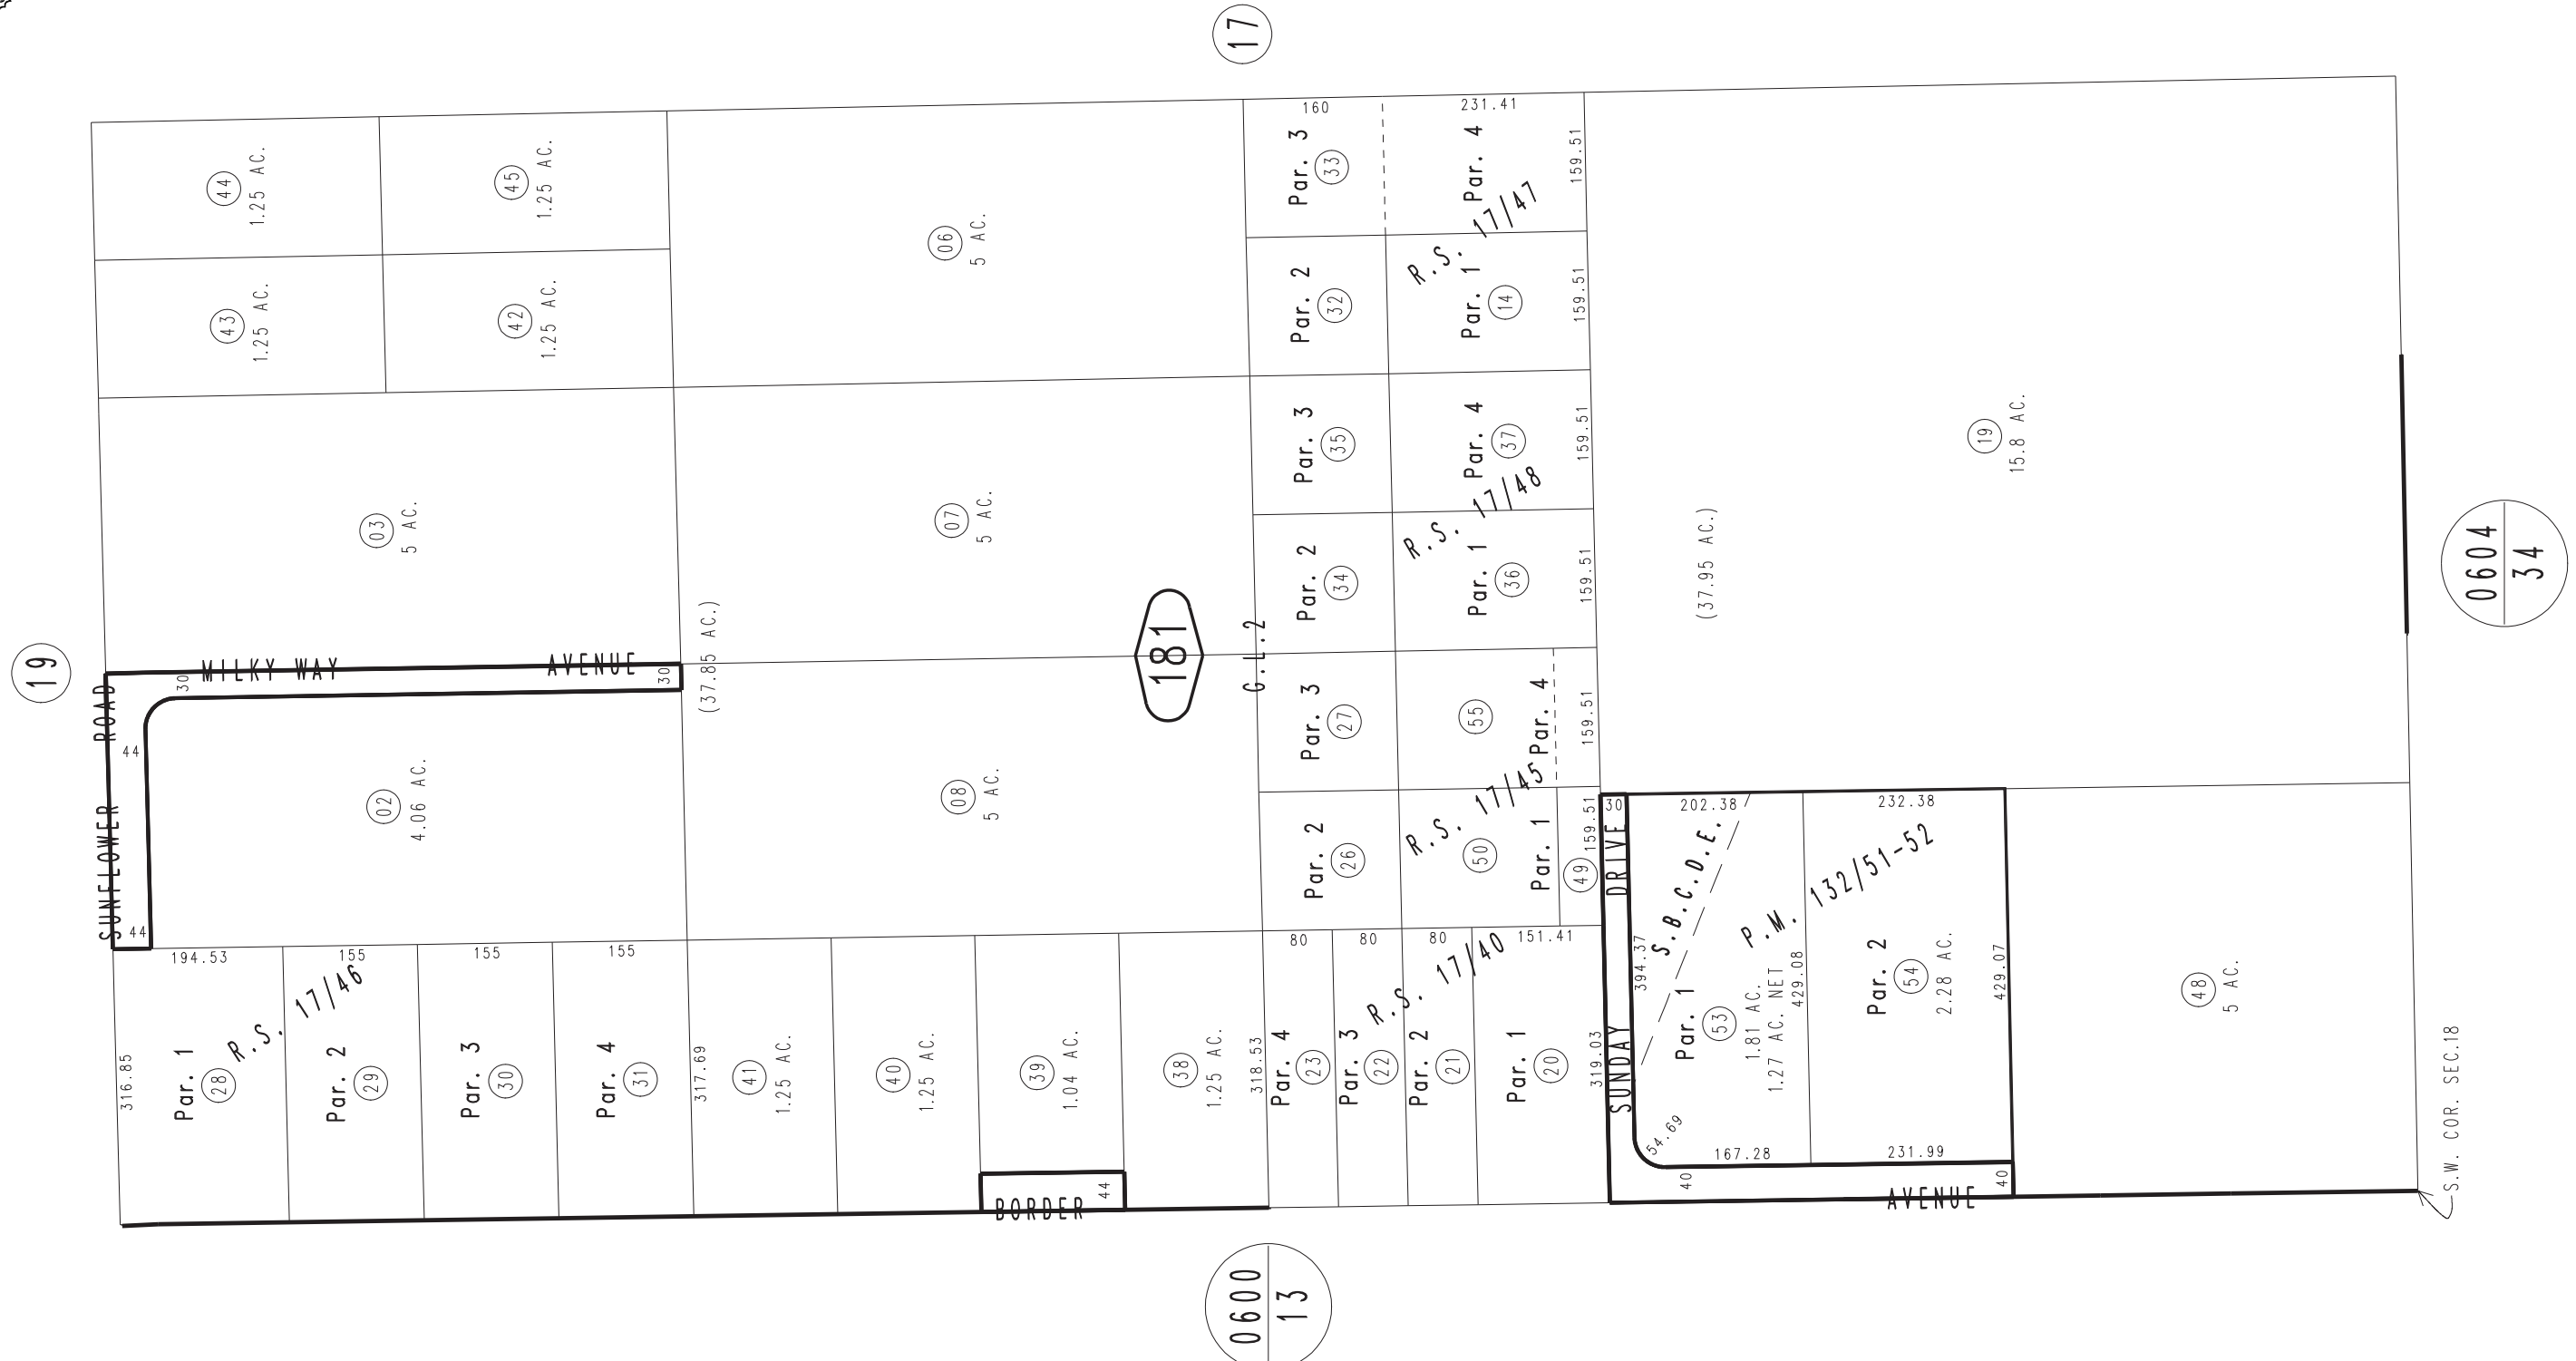 17
19
44
1.25 AC.
45
1.25 AC.
43
1.25 AC.
42
1.25 AC.
06
5 AC.
03
5 AC.
07
5 AC.
160
231.41
Par. 3
33
Par. 4
159.51
R.S. 17/47
Par. 2
32
Par. 1
14
159.51
Par. 3
35
Par. 4
37
159.51
R.S. 17/48
Par. 2
34
Par. 1
36
159.51
19
15.8 AC.
(37.95 AC.)
0604
34
MILKY WAY AVENUE
30
30
SUNFLOWER ROAD
44
44
02
4.06 AC.
(37.85 AC.)
08
5 AC.
181
G.L.2
Par. 3
27
55
Par. 4
159.51
R.S. 17/45
Par. 2
26
50
Par. 1
49
159.51
30
SUNDAY DRIVE
202.38
232.38
S.B.C.D.E.
P.M. 132/51-52
394.37
Par. 1
53
1.81 AC.
1.27 AC. NET
429.08
Par. 2
54
2.28 AC.
429.07
54.69
167.28
231.99
40
40
48
5 AC.
194.53
155
155
155
R.S. 17/46
316.85
Par. 1
28
Par. 2
29
Par. 3
30
Par. 4
31
317.69
41
1.25 AC.
40
1.25 AC.
39
1.04 AC.
38
1.25 AC.
318.53
80
80
80
151.41
R.S. 17/40
Par. 4
23
Par. 3
22
Par. 2
21
Par. 1
20
319.03
44
BORDER AVENUE
S.W. COR. SEC.18
0600
13